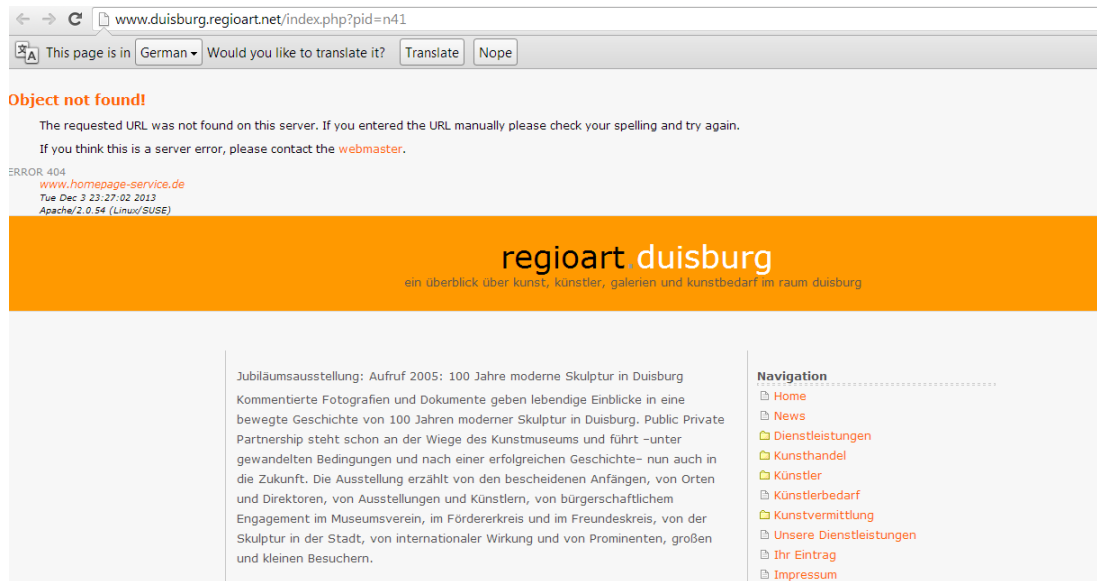 www.duisburg.regioart.net/index.php?pid=n41
This page is in German Would you like to translate it? Translate Nope
Object not found!
The requested URL was not found on this server. If you entered the URL manually please check your spelling and try again.
If you think this is a server error, please contact the webmaster.
ERROR 404
www.homepage-service.de
Tue Dec 3 23:27:02 2013
Apache/2.0.54 (Linux/SUSE)
regioart.duisburg
ein überblick über kunst, künstler, galerien und kunstbedarf im raum duisburg
Jubiläumsausstellung: Aufruf 2005: 100 Jahre moderne Skulptur in Duisburg
Kommentierte Fotografien und Dokumente geben lebendige Einblicke in eine
bewegte Geschichte von 100 Jahren moderner Skulptur in Duisburg. Public Private
Partnership steht schon an der Wiege des Kunstmuseums und führt –unter
gewandelten Bedingungen und nach einer erfolgreichen Geschichte– nun auch in
die Zukunft. Die Ausstellung erzählt von den bescheidenen Anfängen, von Orten
und Direktoren, von Ausstellungen und Künstlern, von bürgerschaftlichem
Engagement im Museumsverein, im Fördererkreis und im Freundeskreis, von der
Skulptur in der Stadt, von internationaler Wirkung und von Prominenten, großen
und kleinen Besuchern.
Navigation
Home
News
Dienstleistungen
Kunsthandel
Künstler
Künstlerbedarf
Kunstvermittlung
Unsere Dienstleistungen
Ihr Eintrag
Impressum